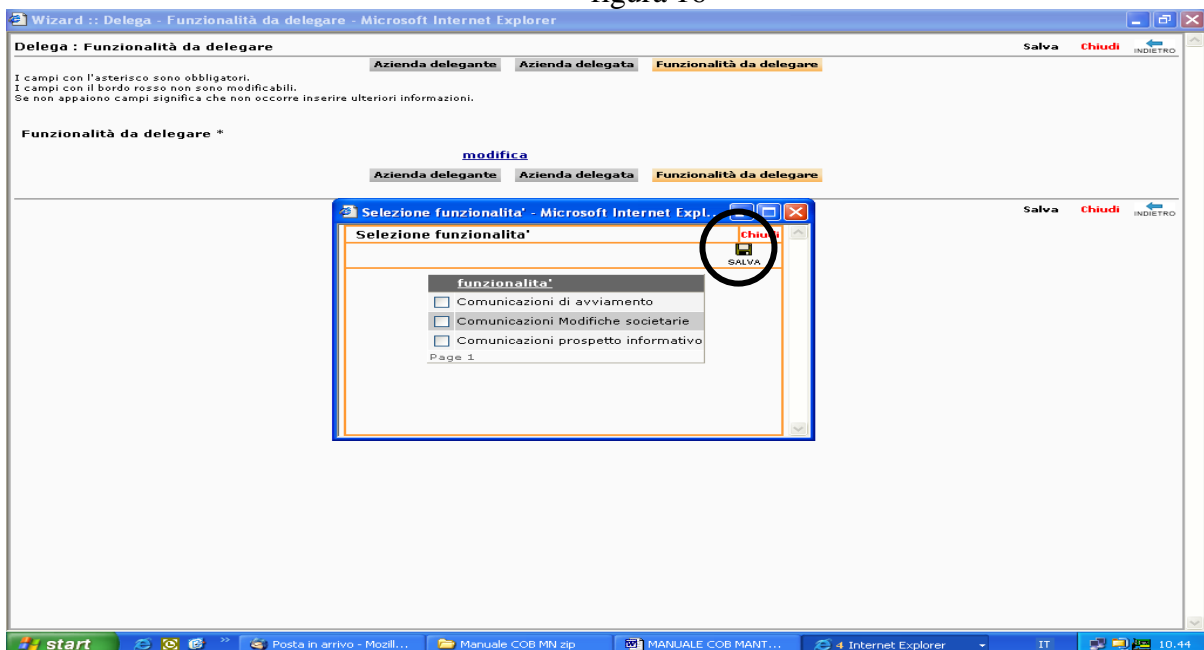 figura 16
Wizard :: Delega - Funzionalità da delegare - Microsoft Internet Explorer
Delega : Funzionalità da delegare Salva Chiudi INDIETRO
Azienda delegante Azienda delegata Funzionalità da delegare
I campi con l'asterisco sono obbligatori.
I campi con il bordo rosso non sono modificabili.
Se non appaiono campi significa che non occorre inserire ulteriori informazioni.
Funzionalità da delegare *
modifica
Azienda delegante Azienda delegata Funzionalità da delegare
Salva Chiudi INDIETRO
Selezione funzionalita' - Microsoft Internet Expl...
Selezione funzionalita' Chiudi
SALVA
funzionalita'
Comunicazioni di avviamento
Comunicazioni Modifiche societarie
Comunicazioni prospetto informativo
Page 1
start » Posta in arrivo - Mozill... Manuale COB MN zip MANUALE COB MANT... 4 Internet Explorer IT 10.44